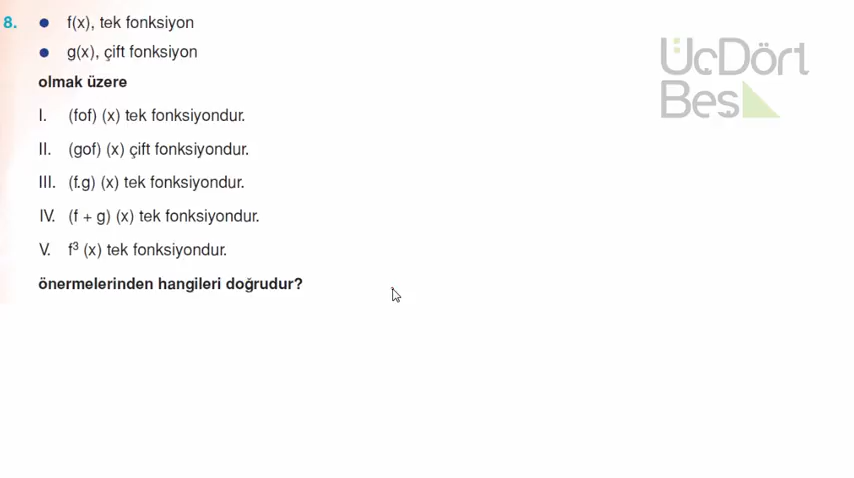 8. • f(x), tek fonksiyon
• g(x), çift fonksiyon
olmak üzere
I. (fof) (x) tek fonksiyondur.
II. (gof) (x) çift fonksiyondur.
III. (f.g) (x) tek fonksiyondur.
IV. (f + g) (x) tek fonksiyondur.
V. f³ (x) tek fonksiyondur.
önermelerinden hangileri doğrudur?
ÜçDört
Beş